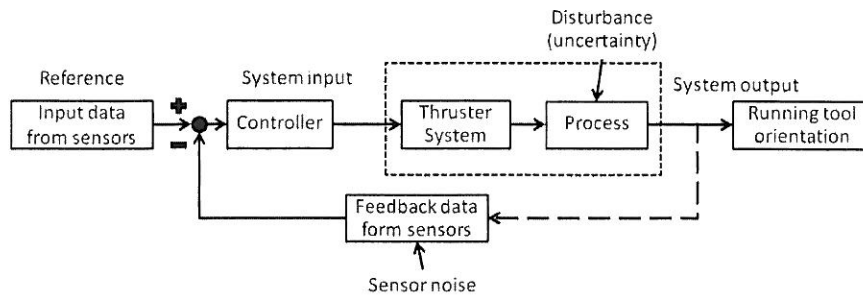 Disturbance
(uncertainty)
Reference
System input
System output
+
Input data
from sensors
−
Controller
Thruster
System
Process
Running tool
orientation
Feedback data
form sensors
Sensor noise